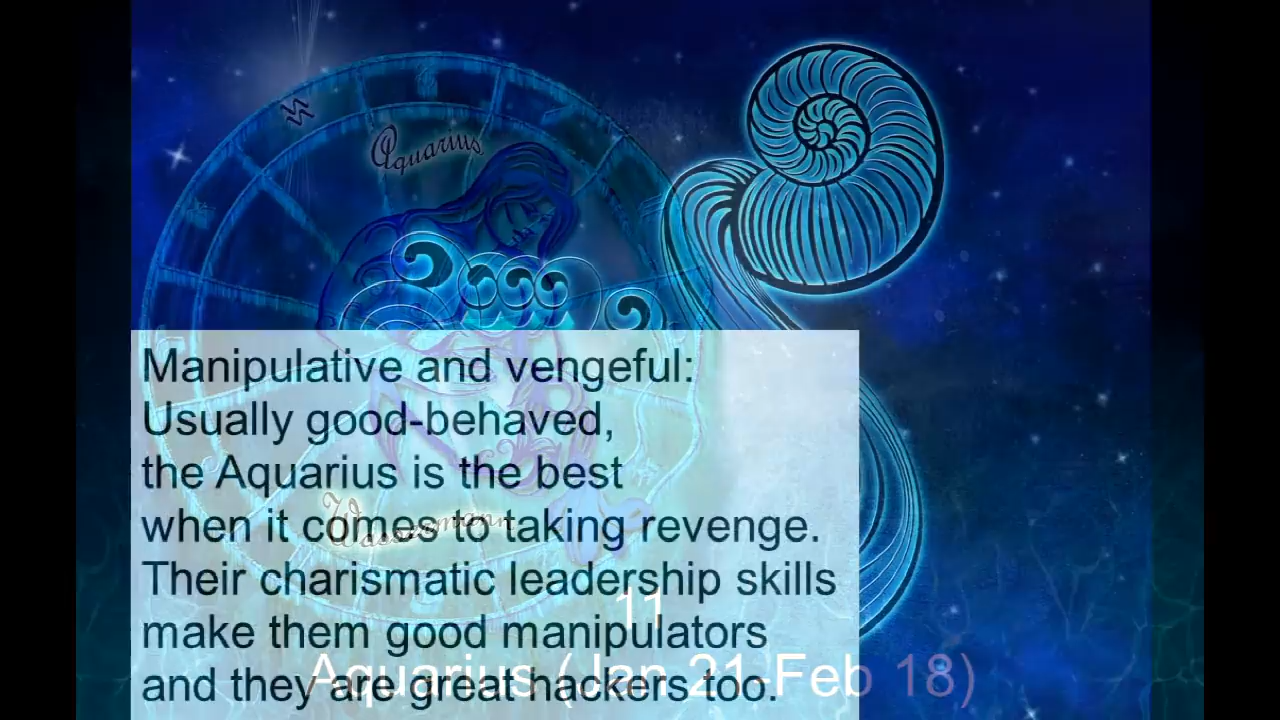 Aquarius
Manipulative and vengeful:
Usually good-behaved,
the Aquarius is the best
when it comes to taking revenge.
Wassermann
Their charismatic leadership skills
11
make them good manipulators
Aquarius (Jan 21-Feb 18)
and they are great hackers too.